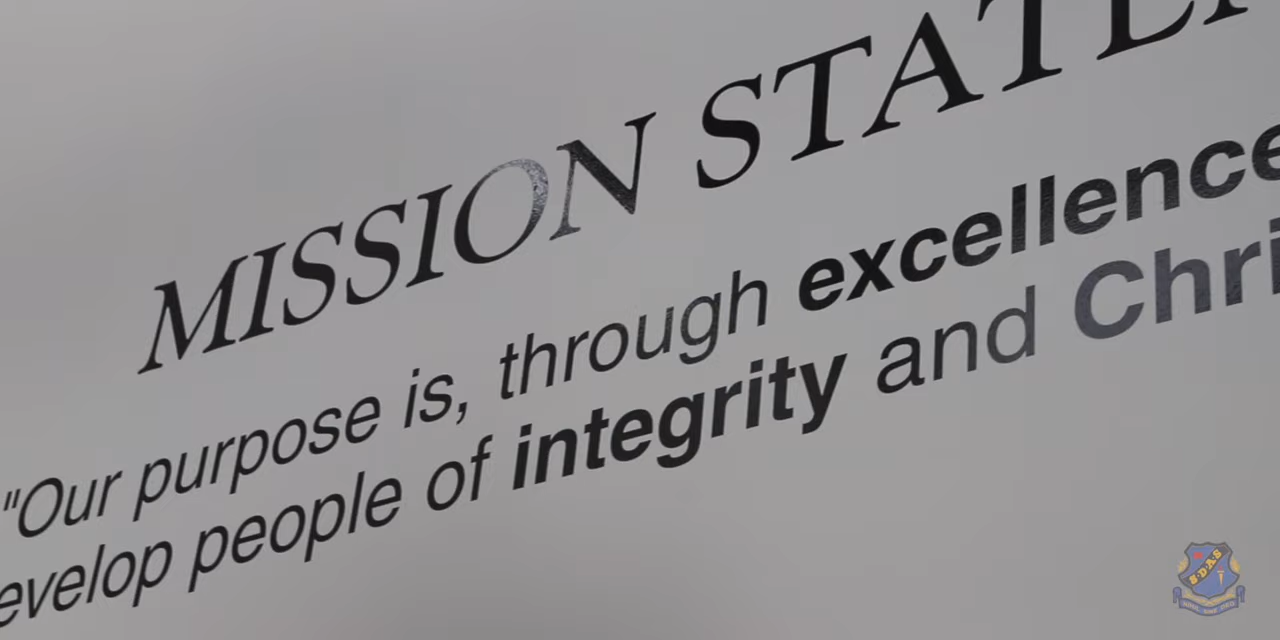 MISSION STATE
"Our purpose is, through excellence
evelop people of integrity and Chri
S.D.A.S